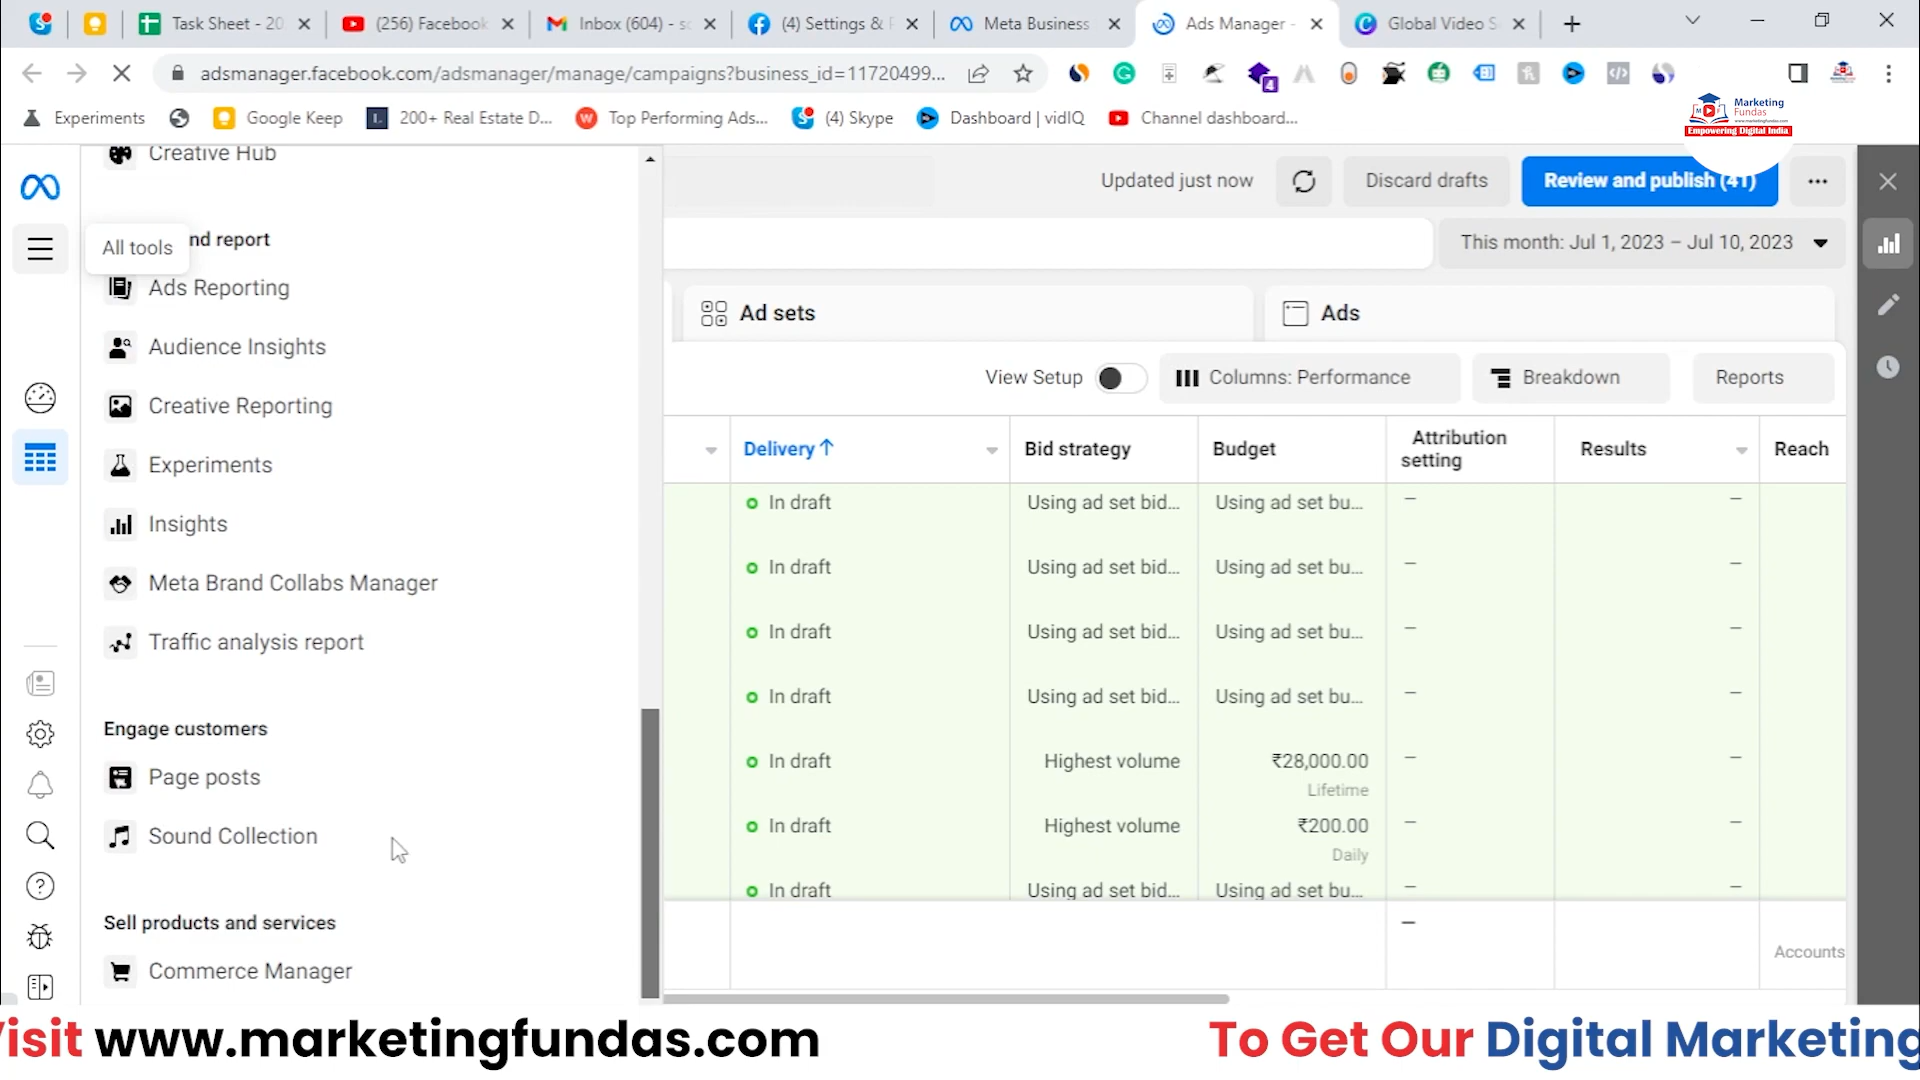 Task Sheet - 20
(256) Facebook
Inbox (604) - sc
(4) Settings & P
Meta Business
Ads Manager -
Global Video S
adsmanager.facebook.com/adsmanager/manage/campaigns?business_id=11720499...
4
Experiments
Google Keep
200+ Real Estate D...
Top Performing Ads...
(4) Skype
Dashboard | vidIQ
Channel dashboard...
Marketing
Fundas
www.marketingfundas.com
Empowering Digital India
Creative Hub
Updated just now
Discard drafts
Review and publish (41)
All tools
nd report
This month: Jul 1, 2023 – Jul 10, 2023
Ads Reporting
Ad sets
Ads
Audience Insights
View Setup
Columns: Performance
Breakdown
Reports
Creative Reporting
Delivery ↑
Bid strategy
Budget
Attribution
setting
Results
Reach
Experiments
In draft
Using ad set bid...
Using ad set bu...
—
—
Insights
In draft
Using ad set bid...
Using ad set bu...
—
—
Meta Brand Collabs Manager
In draft
Using ad set bid...
Using ad set bu...
—
—
Traffic analysis report
In draft
Using ad set bid...
Using ad set bu...
—
—
Engage customers
In draft
Highest volume
₹28,000.00
—
—
Lifetime
Page posts
In draft
Highest volume
₹200.00
—
—
Daily
Sound Collection
In draft
Using ad set bid...
Using ad set bu...
—
—
Sell products and services
—
Accounts
Commerce Manager
isit www.marketingfundas.com
To Get Our Digital Marketing